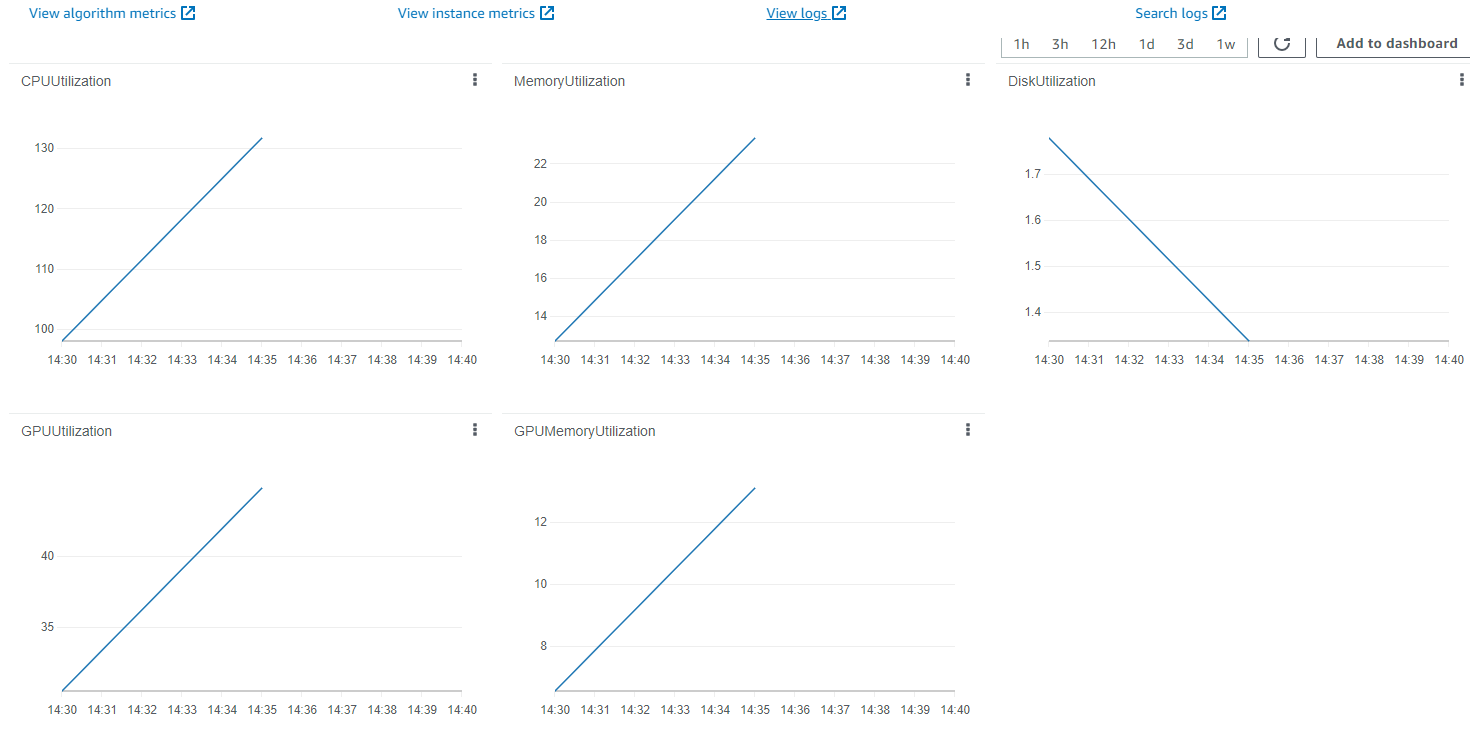 View algorithm metrics View instance metrics View logs Search logs
1h 3h 12h 1d 3d 1w Add to dashboard
CPUUtilization MemoryUtilization DiskUtilization
130
120
110
100
14:30 14:31 14:32 14:33 14:34 14:35 14:36 14:37 14:38 14:39 14:40
22
20
18
16
14
14:30 14:31 14:32 14:33 14:34 14:35 14:36 14:37 14:38 14:39 14:40
1.7
1.6
1.5
1.4
14:30 14:31 14:32 14:33 14:34 14:35 14:36 14:37 14:38 14:39 14:40
GPUUtilization GPUMemoryUtilization
40
35
14:30 14:31 14:32 14:33 14:34 14:35 14:36 14:37 14:38 14:39 14:40
12
10
8
14:30 14:31 14:32 14:33 14:34 14:35 14:36 14:37 14:38 14:39 14:40